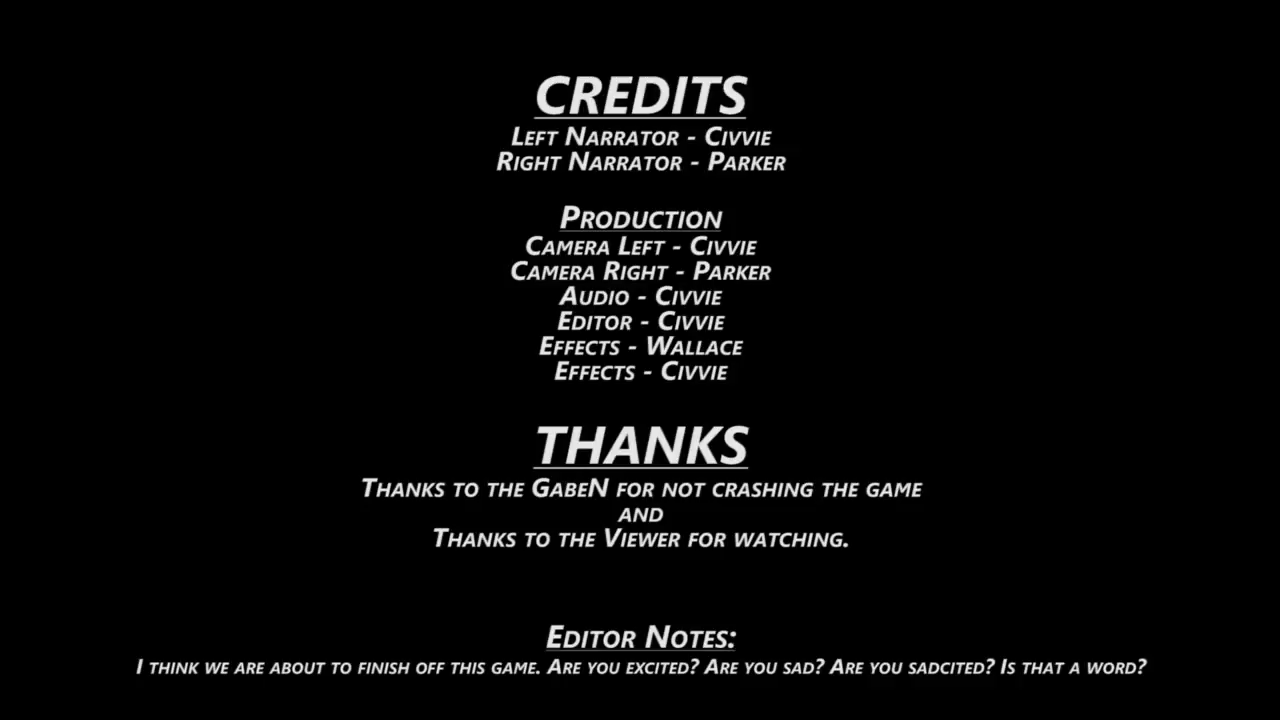 CREDITS
LEFT NARRATOR - CIVVIE
RIGHT NARRATOR - PARKER
PRODUCTION
CAMERA LEFT - CIVVIE
CAMERA RIGHT - PARKER
AUDIO - CIVVIE
EDITOR - CIVVIE
EFFECTS - WALLACE
EFFECTS - CIVVIE
THANKS
THANKS TO THE GABEN FOR NOT CRASHING THE GAME
AND
THANKS TO THE VIEWER FOR WATCHING.
EDITOR NOTES:
I THINK WE ARE ABOUT TO FINISH OFF THIS GAME. ARE YOU EXCITED? ARE YOU SAD? ARE YOU SADCITED? IS THAT A WORD?